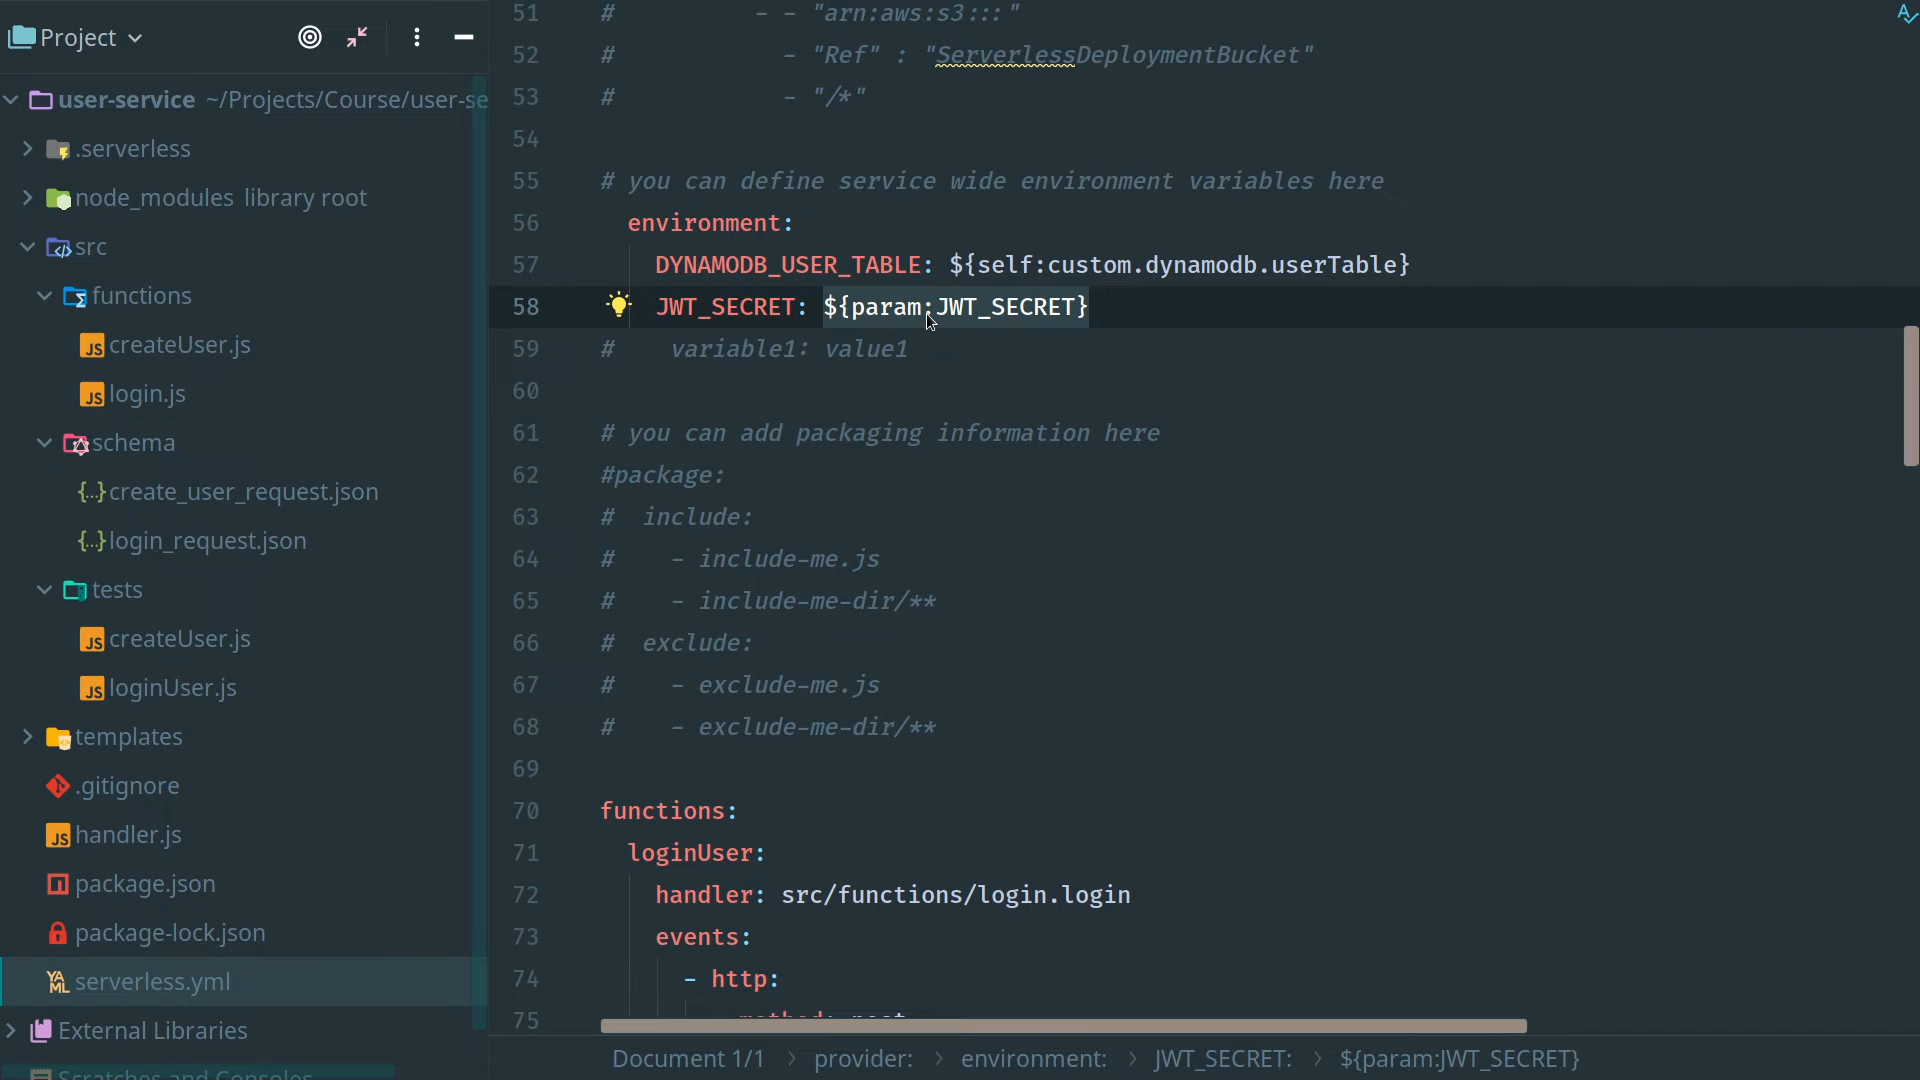 Project
user-service ~/Projects/Course/user-se
.serverless
node_modules library root
src
functions
createUser.js
login.js
schema
create_user_request.json
login_request.json
tests
createUser.js
loginUser.js
templates
.gitignore
handler.js
package.json
package-lock.json
serverless.yml
External Libraries
Scratches and Consoles
51 # - - "arn:aws:s3:::"
52 # - "Ref" : "ServerlessDeploymentBucket"
53 # - "/*"
54
55 # you can define service wide environment variables here
56 environment:
57 DYNAMODB_USER_TABLE: ${self:custom.dynamodb.userTable}
58 JWT_SECRET: ${param:JWT_SECRET}
59 # variable1: value1
60
61 # you can add packaging information here
62 #package:
63 # include:
64 # - include-me.js
65 # - include-me-dir/**
66 # exclude:
67 # - exclude-me.js
68 # - exclude-me-dir/**
69
70 functions:
71 loginUser:
72 handler: src/functions/login.login
73 events:
74 - http:
75 method: post
Document 1/1 › provider: › environment: › JWT_SECRET: › ${param:JWT_SECRET}